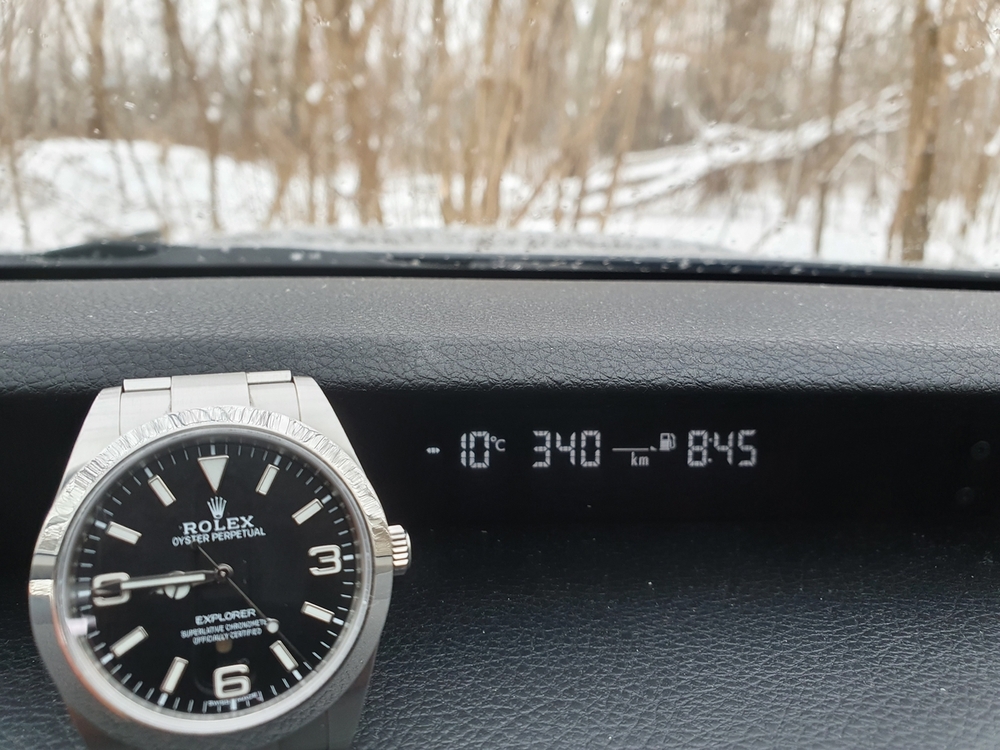 -10°C 340 km 8:45
ROLEX
OYSTER PERPETUAL
3
9
EXPLORER
SUPERLATIVE CHRONOMETER
OFFICIALLY CERTIFIED
6